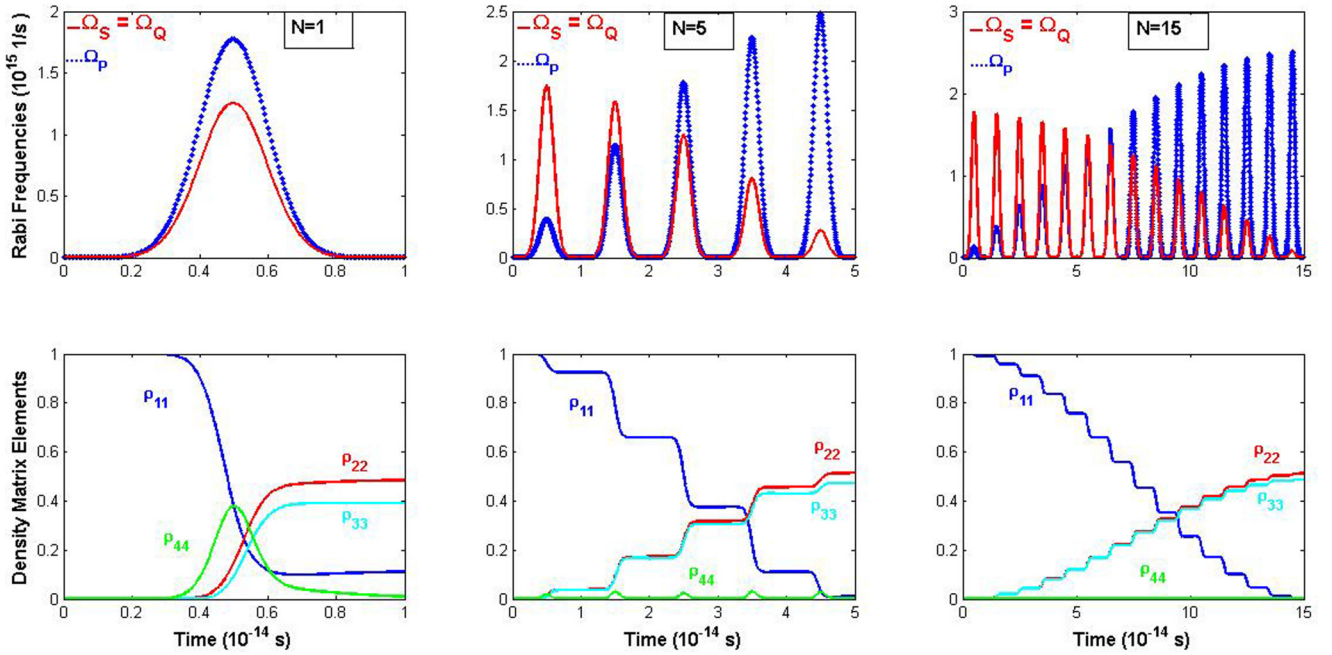 Rabi Frequencies (10¹⁵ 1/s)
2
1.5
1
0.5
0
0 0.2 0.4 0.6 0.8 1
Ω_S = Ω_Q
Ω_P
N=1
2.5
2
1.5
1
0.5
0
0 1 2 3 4 5
Ω_S = Ω_Q
Ω_P
N=5
3
2
1
0
0 5 10 15
Ω_S = Ω_Q
Ω_P
N=15
Density Matrix Elements
1
0.8
0.6
0.4
0.2
0
0 0.2 0.4 0.6 0.8 1
ρ₁₁
ρ₂₂
ρ₃₃
ρ₄₄
Time (10⁻¹⁴ s)
1
0.8
0.6
0.4
0.2
0
0 1 2 3 4 5
ρ₁₁
ρ₂₂
ρ₃₃
ρ₄₄
Time (10⁻¹⁴ s)
1
0.8
0.6
0.4
0.2
0
0 5 10 15
ρ₁₁
ρ₂₂
ρ₃₃
ρ₄₄
Time (10⁻¹⁴ s)